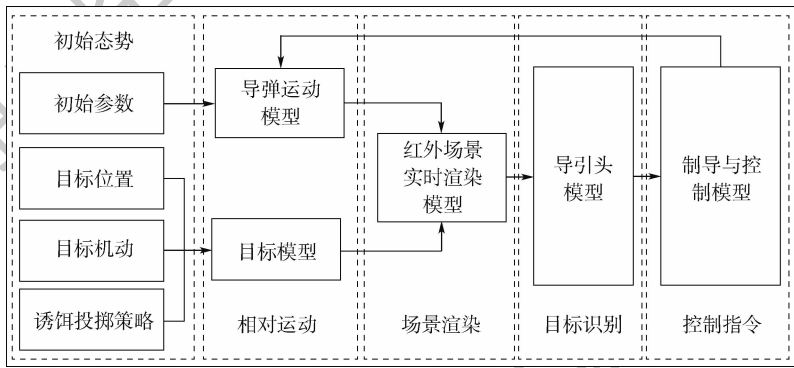 初始态势
初始参数
目标位置
目标机动
诱饵投掷策略
导弹运动
模型
目标模型
相对运动
红外场景
实时渲染
模型
场景渲染
导引头
模型
目标识别
制导与控
制模型
控制指令